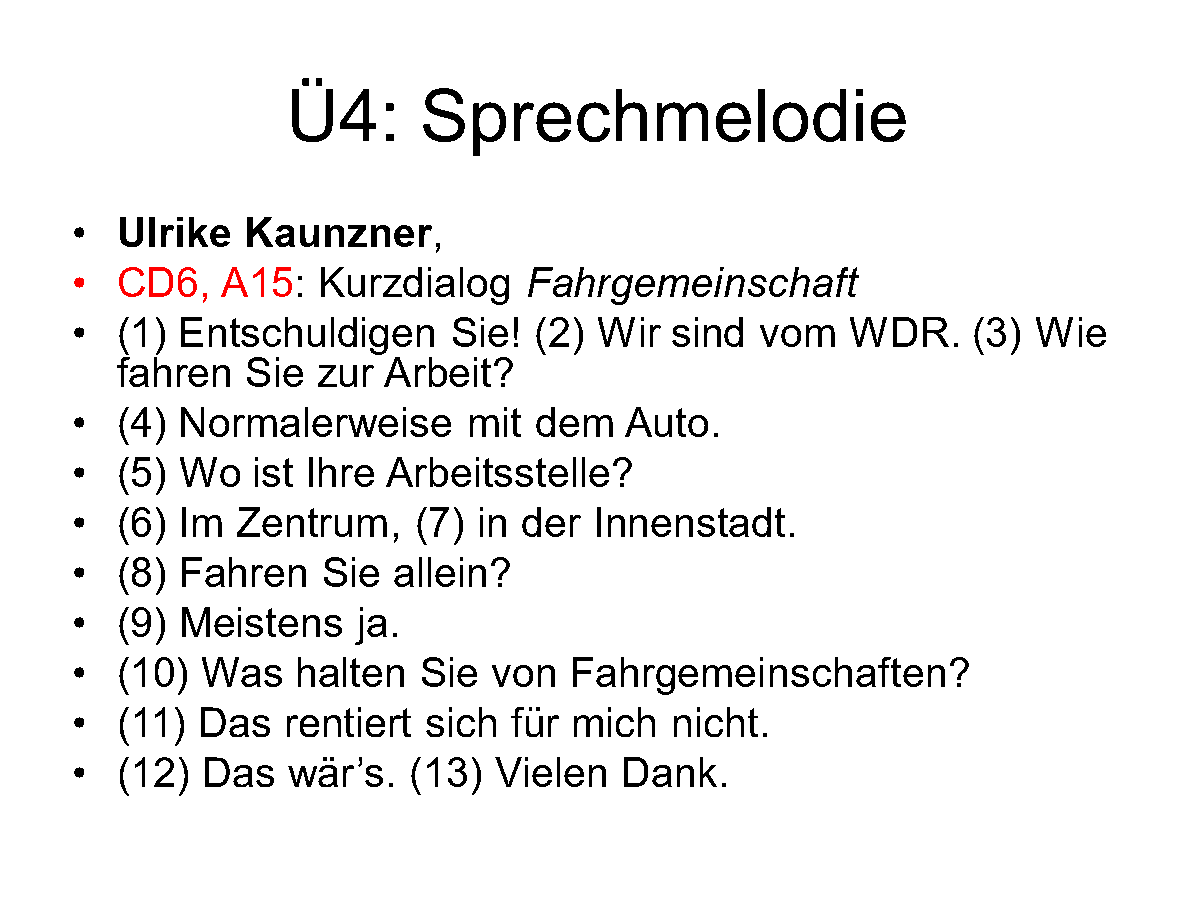 Ü4: Sprechmelodie
• Ulrike Kaunzner,
• CD6, A15: Kurzdialog Fahrgemeinschaft
• (1) Entschuldigen Sie! (2) Wir sind vom WDR. (3) Wie
fahren Sie zur Arbeit?
• (4) Normalerweise mit dem Auto.
• (5) Wo ist Ihre Arbeitsstelle?
• (6) Im Zentrum, (7) in der Innenstadt.
• (8) Fahren Sie allein?
• (9) Meistens ja.
• (10) Was halten Sie von Fahrgemeinschaften?
• (11) Das rentiert sich für mich nicht.
• (12) Das wär’s. (13) Vielen Dank.